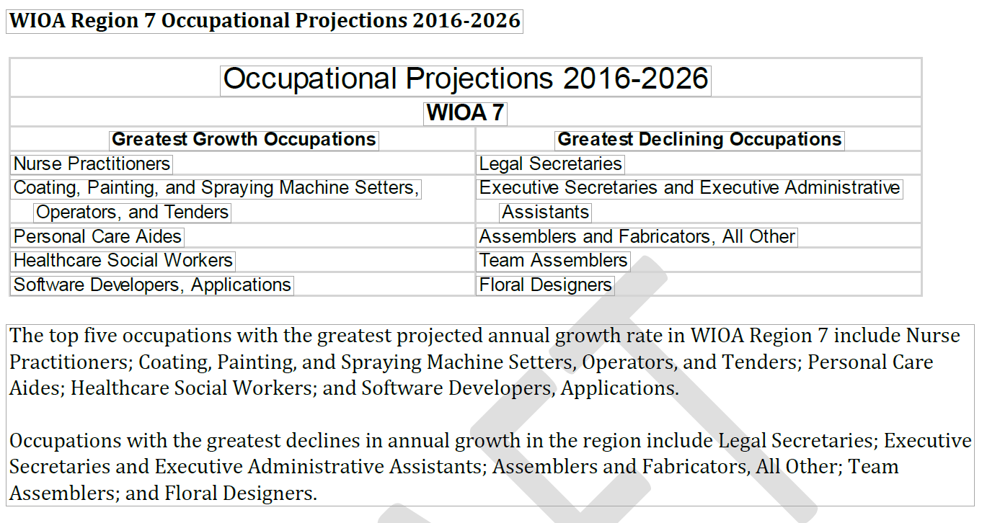 WIOA Region 7 Occupational Projections 2016-2026
Occupational Projections 2016-2026
WIOA 7
Greatest Growth Occupations
Greatest Declining Occupations
Nurse Practitioners
Legal Secretaries
Coating, Painting, and Spraying Machine Setters,
Operators, and Tenders
Executive Secretaries and Executive Administrative
Assistants
Personal Care Aides
Assemblers and Fabricators, All Other
Healthcare Social Workers
Team Assemblers
Software Developers, Applications
Floral Designers
The top five occupations with the greatest projected annual growth rate in WIOA Region 7 include Nurse
Practitioners; Coating, Painting, and Spraying Machine Setters, Operators, and Tenders; Personal Care
Aides; Healthcare Social Workers; and Software Developers, Applications.
Occupations with the greatest declines in annual growth in the region include Legal Secretaries; Executive
Secretaries and Executive Administrative Assistants; Assemblers and Fabricators, All Other; Team
Assemblers; and Floral Designers.